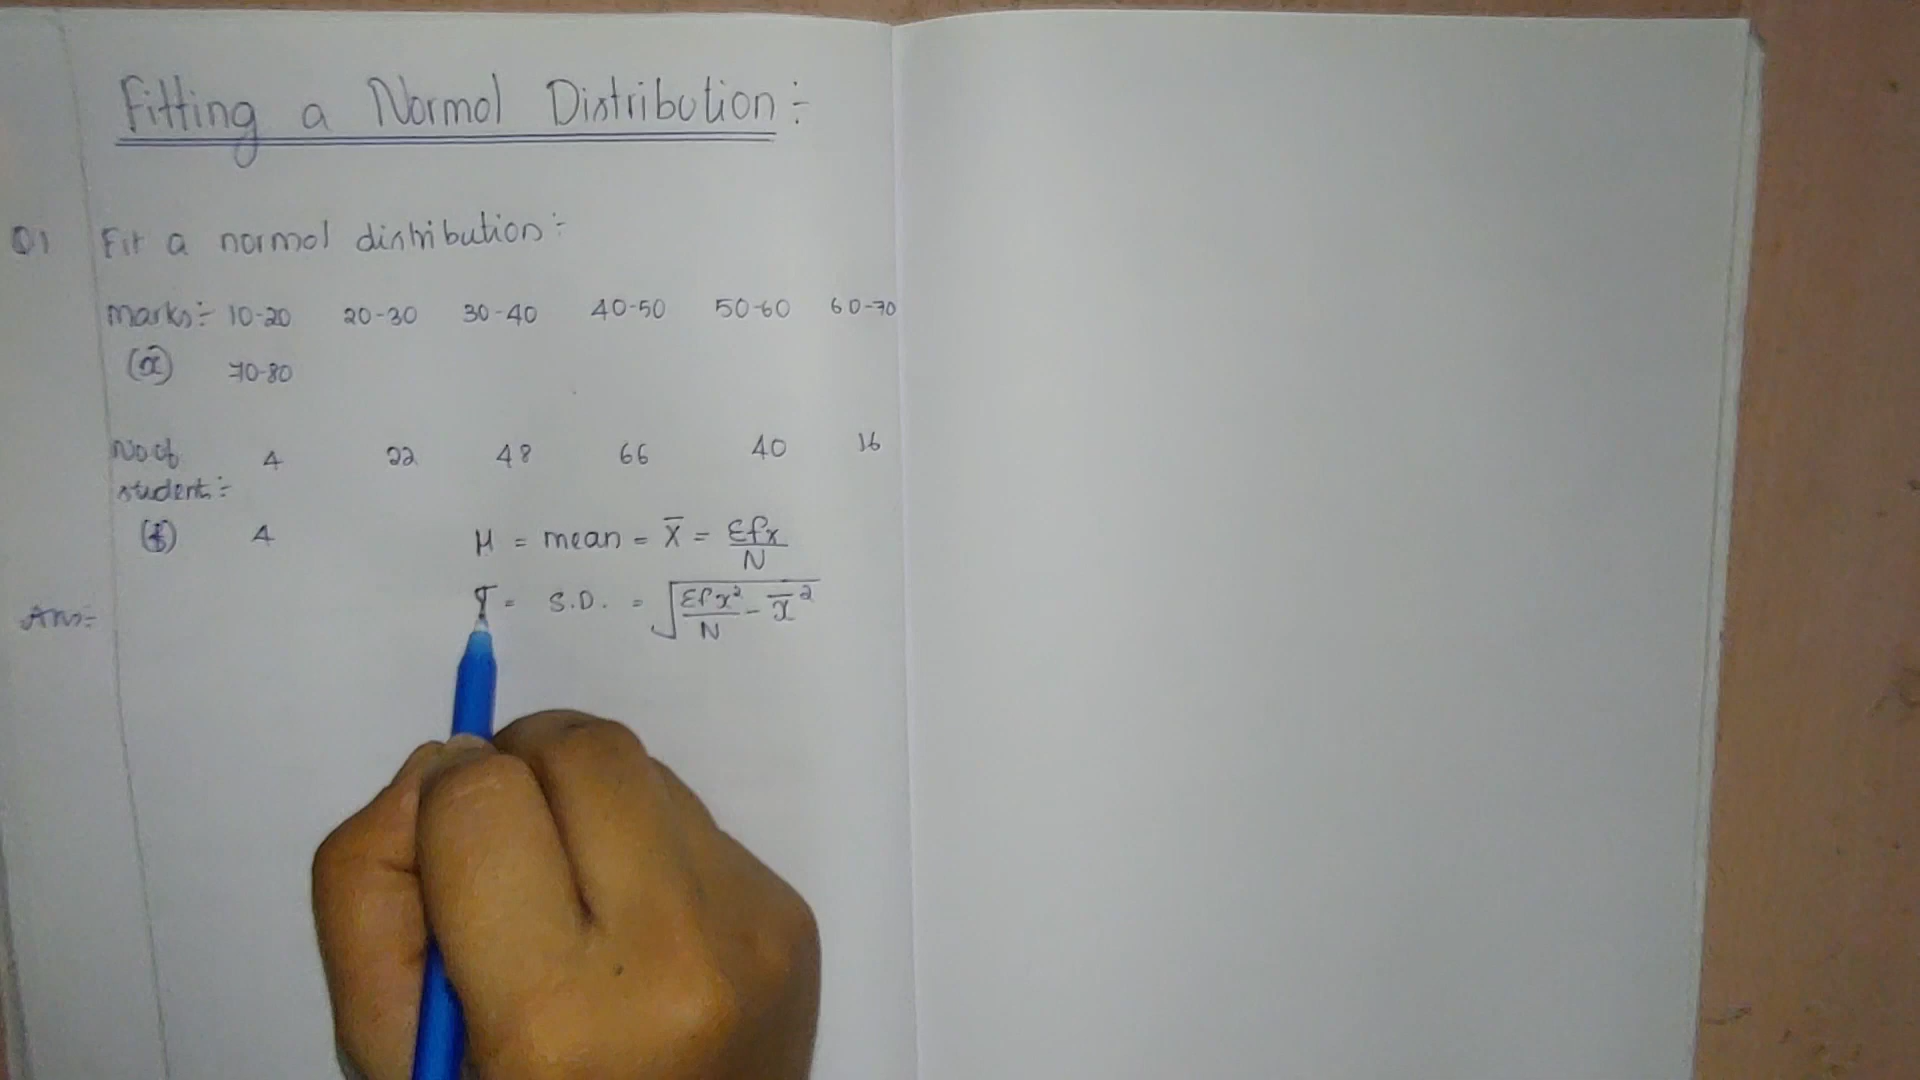 Fitting a Normal Distribution :-
Q1 Fit a normal distribution :-
Marks :- 10-20 20-30 30-40 40-50 50-60 60-70
(x) 70-80
No of 4 22 48 66 40 16
student :-
(f) 4
μ = mean = x̄ = Σfx/N
σ = S.D. = √(Σfx²/N - x̄²)
Ans:-